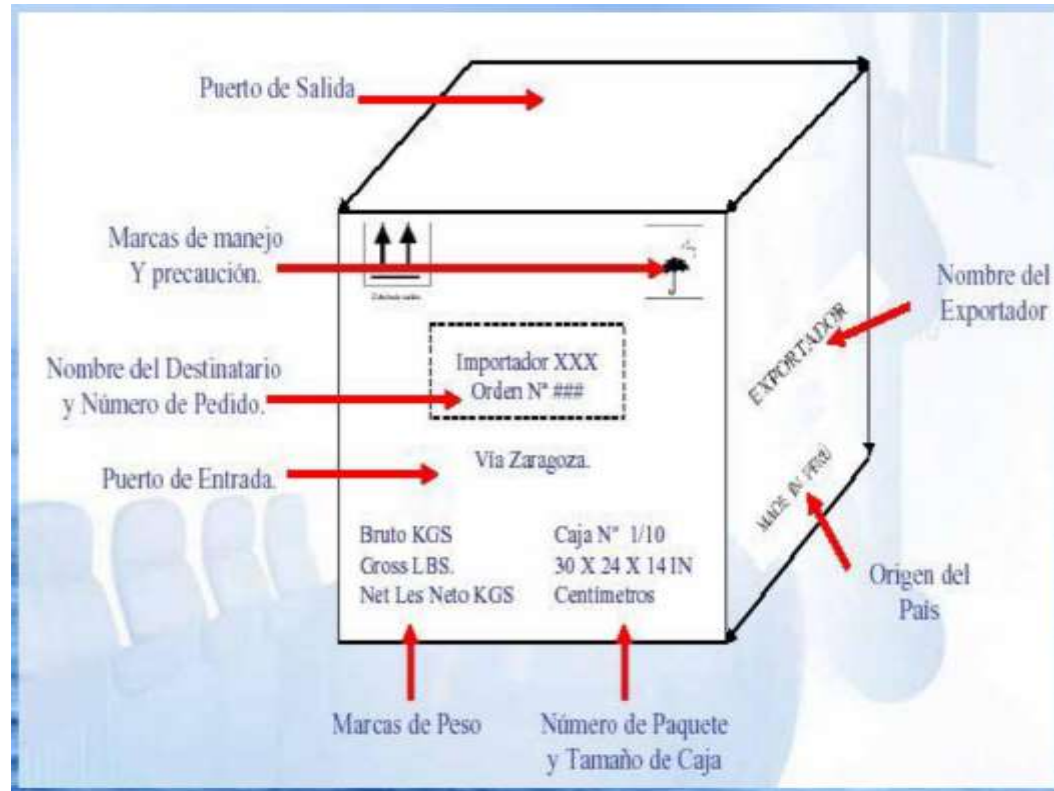 Puerto de Salida
Marcas de manejo
Y precaución.
Nombre del Destinatario
y Número de Pedido.
Importador XXX
Orden N° ###
Nombre del
Exportador
EXPORTADOR
Puerto de Entrada.
Vía Zaragoza.
MADE IN PERÚ
Bruto KGS
Gross LBS.
Net Les Neto KGS
Caja N° 1/10
30 X 24 X 14 IN
Centímetros
Origen del
País
Marcas de Peso
Número de Paquete
y Tamaño de Caja